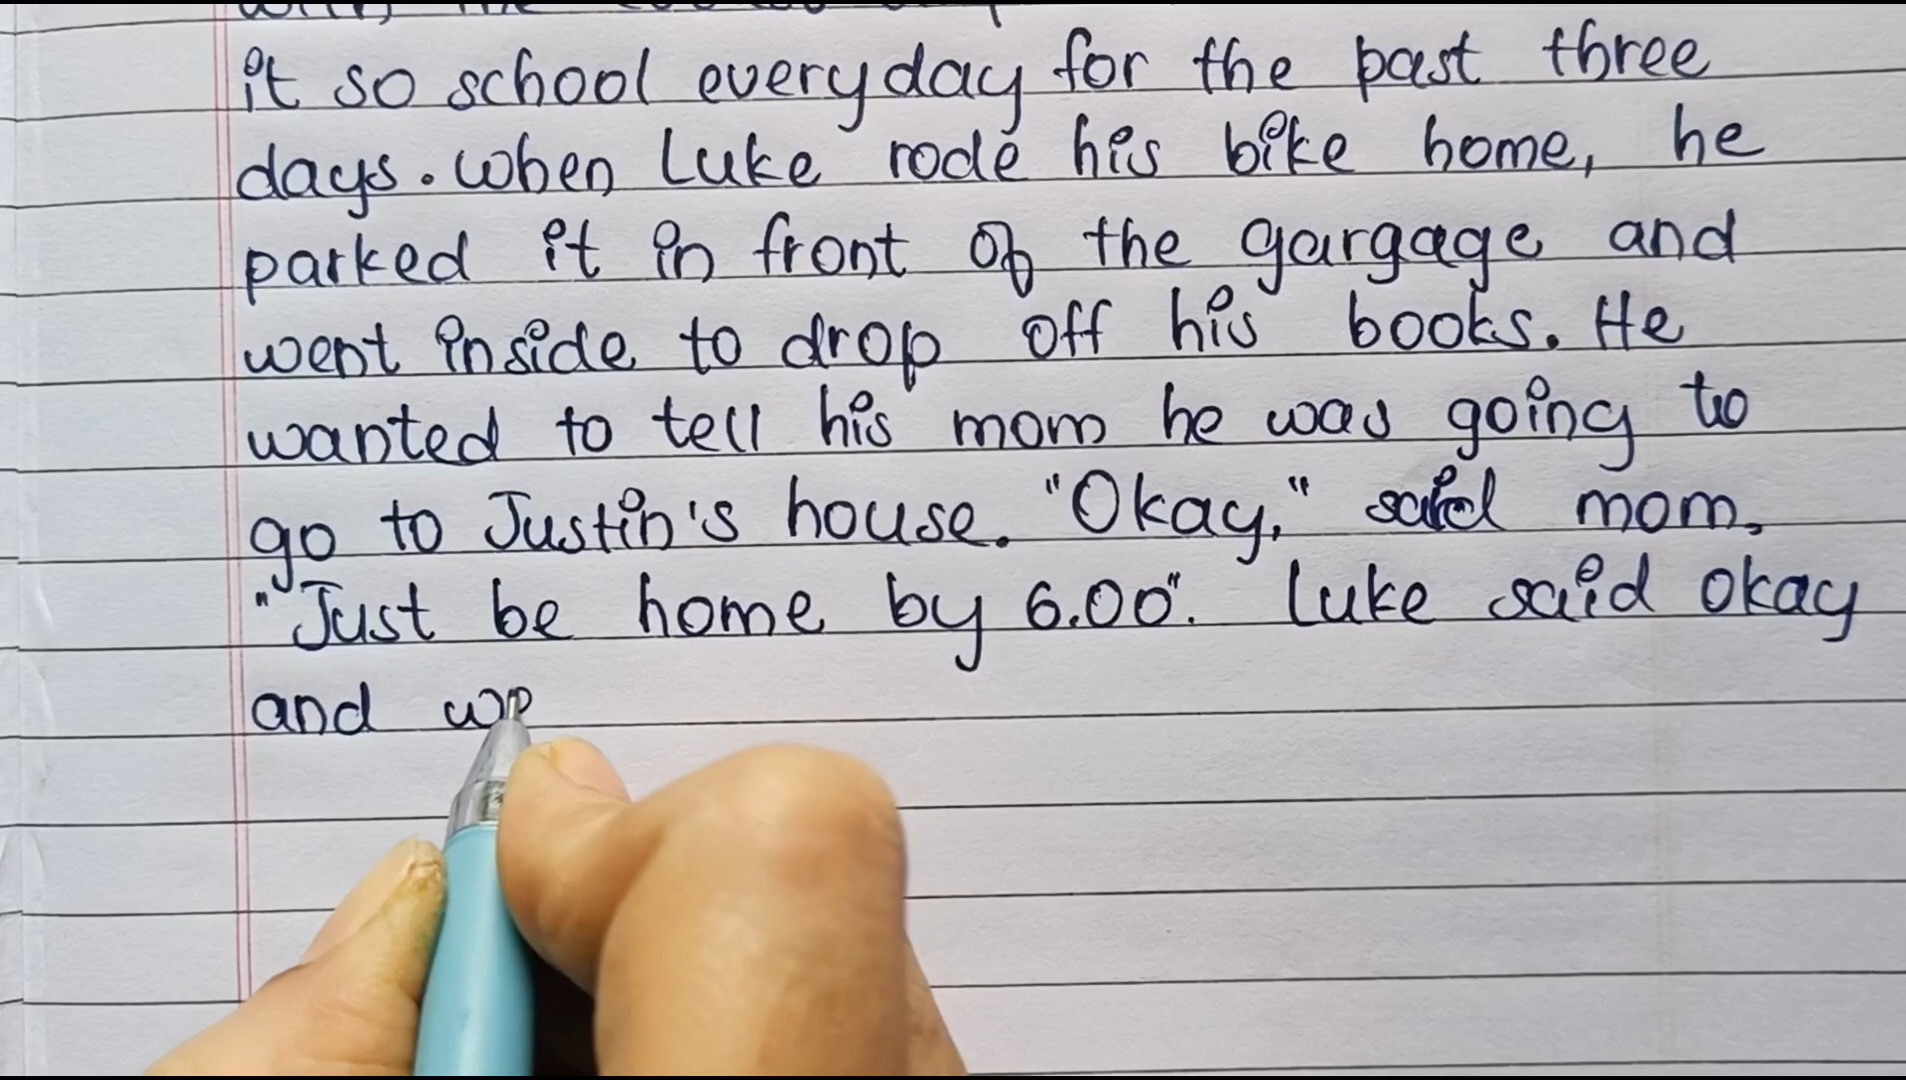 it so school everyday for the past three
days. When Luke rode his bike home, he
parked it in front of the gargage and
went inside to drop off his books. He
wanted to tell his mom he was going to
go to Justin's house. "Okay," said mom,
"Just be home by 6.00". Luke said okay
and